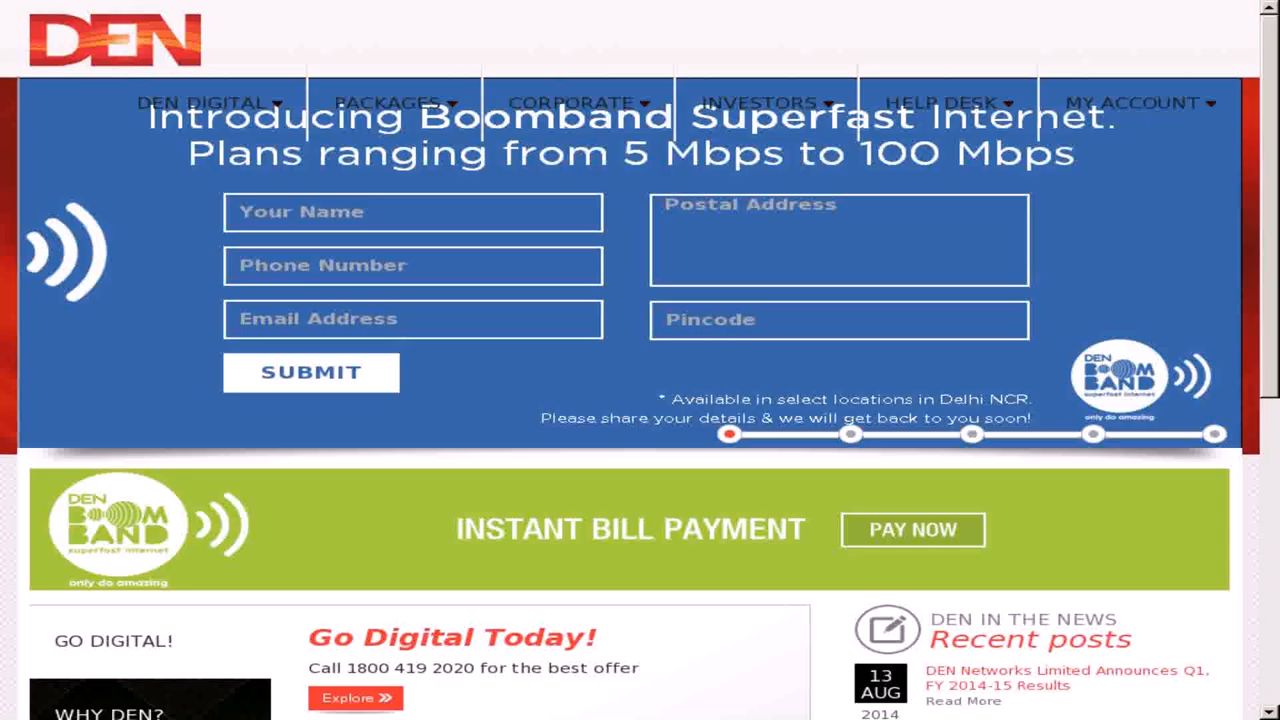 DEN
DEN DIGITAL
PACKAGES
CORPORATE
INVESTORS
HELP DESK
MY ACCOUNT
Introducing Boomband Superfast Internet.
Plans ranging from 5 Mbps to 100 Mbps
Your Name
Postal Address
Phone Number
Email Address
Pincode
SUBMIT
DEN
BOOM
BAND
superfast internet
only do amazing
* Available in select locations in Delhi NCR.
Please share your details & we will get back to you soon!
DEN
BOOM
BAND
superfast internet
only do amazing
INSTANT BILL PAYMENT
PAY NOW
GO DIGITAL!
WHY DEN?
Go Digital Today!
Call 1800 419 2020 for the best offer
Explore »
DEN IN THE NEWS
Recent posts
13
AUG
2014
DEN Networks Limited Announces Q1,
FY 2014-15 Results
Read More